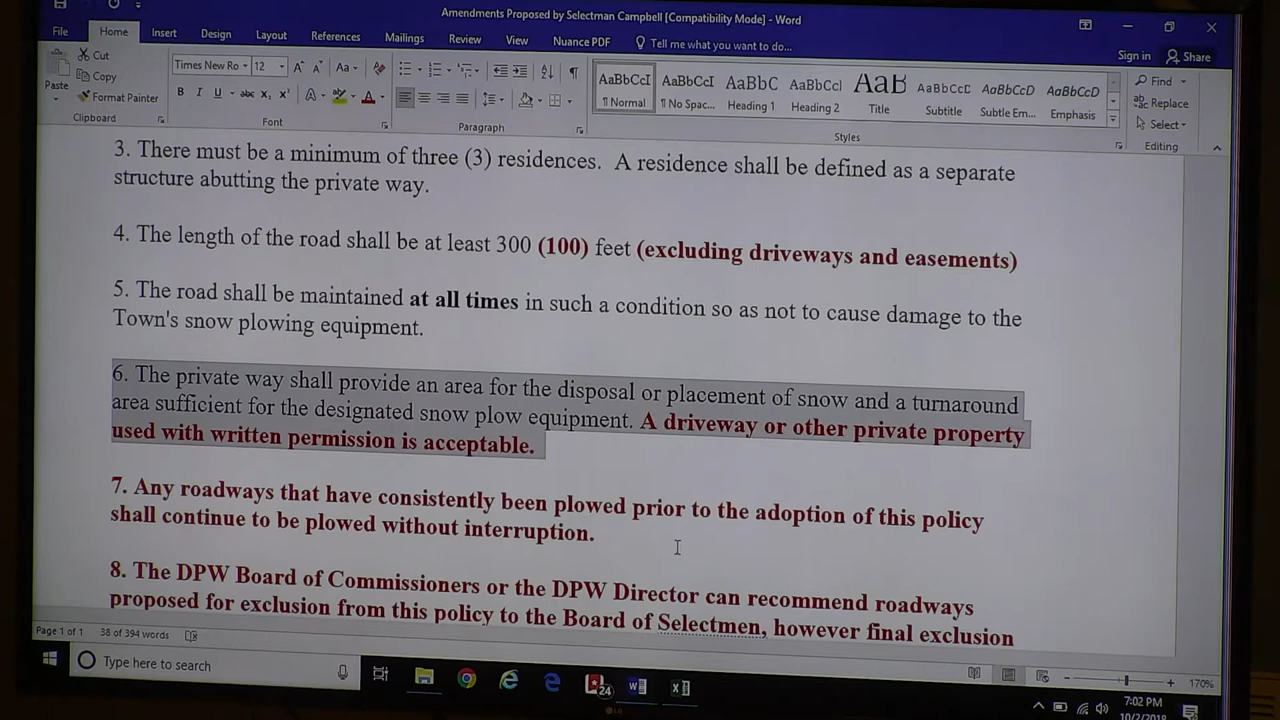 Amendments Proposed by Selectman Campbell [Compatibility Mode] - Word
File Home Insert Design Layout References Mailings Review View Nuance PDF Tell me what you want to do... Sign in Share
Cut
Copy
Paste
Format Painter
Clipboard
Times New Ro 12
Font
Paragraph
AaBbCcI AaBbCcI AaBbC AaBbCcl AaB AaBbCcC AaBbCcD AaBbCcD
¶ Normal ¶ No Spac... Heading 1 Heading 2 Title Subtitle Subtle Em... Emphasis
Styles
Find
Replace
Select
Editing
3. There must be a minimum of three (3) residences. A residence shall be defined as a separate
structure abutting the private way.
4. The length of the road shall be at least 300 (100) feet (excluding driveways and easements)
5. The road shall be maintained at all times in such a condition so as not to cause damage to the
Town's snow plowing equipment.
6. The private way shall provide an area for the disposal or placement of snow and a turnaround
area sufficient for the designated snow plow equipment. A driveway or other private property
used with written permission is acceptable.
7. Any roadways that have consistently been plowed prior to the adoption of this policy
shall continue to be plowed without interruption.
8. The DPW Board of Commissioners or the DPW Director can recommend roadways
proposed for exclusion from this policy to the Board of Selectmen, however final exclusion
Page 1 of 1 38 of 394 words
170%
Type here to search
24
7:02 PM
10/2/2018
LG